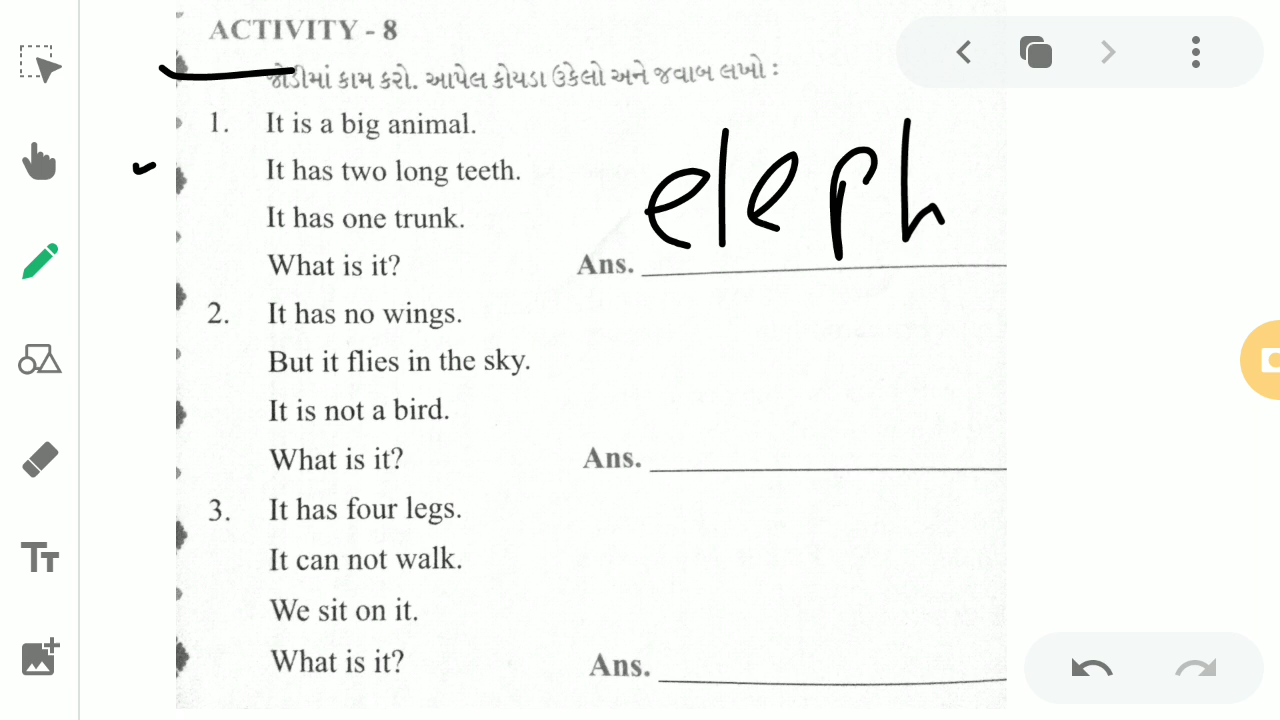 ACTIVITY - 8
જોડીમાં કામ કરો. આપેલ કોયડા ઉકેલો અને જવાબ લખો :
1. It is a big animal.
It has two long teeth.
It has one trunk.
What is it? Ans. eleph
2. It has no wings.
But it flies in the sky.
It is not a bird.
What is it? Ans.
3. It has four legs.
It can not walk.
We sit on it.
What is it? Ans.
Tт